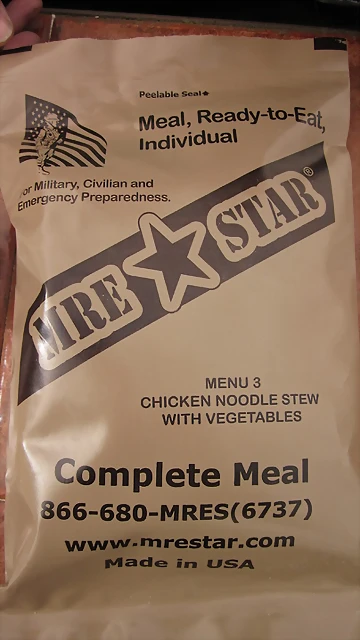 Peelable Seal
Meal, Ready-to-Eat,
Individual
or Military, Civilian and
Emergency Preparedness.
MRE STAR©
MENU 3
CHICKEN NOODLE STEW
WITH VEGETABLES
Complete Meal
866-680-MRES(6737)
www.mrestar.com
Made in USA